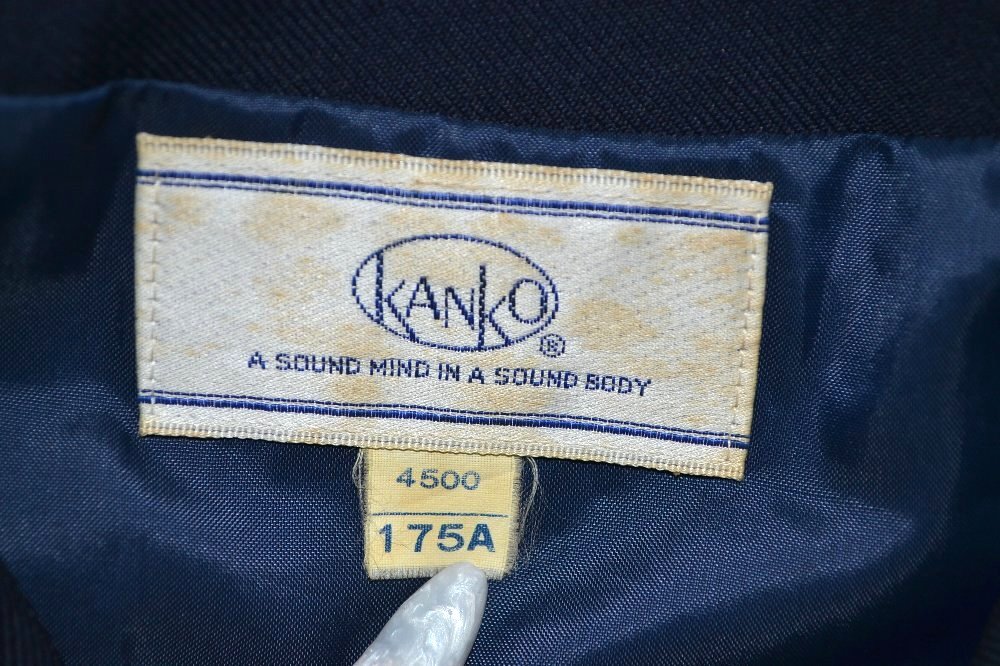 KANKO
®
A SOUND MIND IN A SOUND BODY
4500
175A